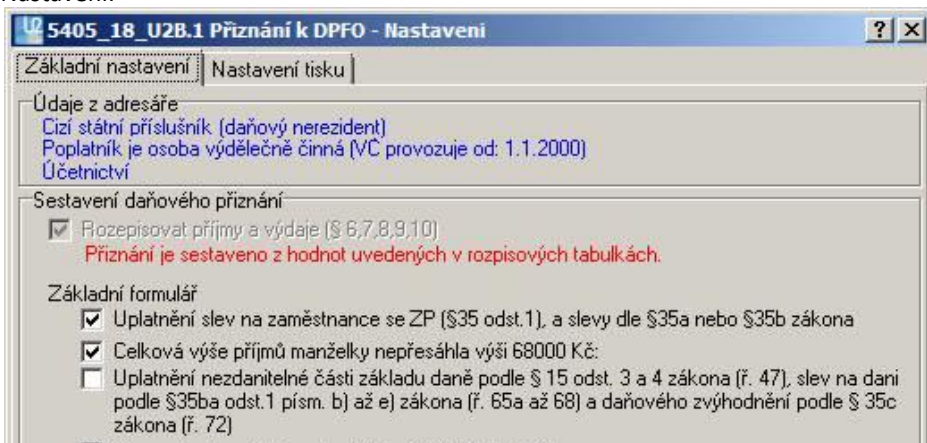 5405_18_U2B.1 Přiznání k DPFO - Nastaveni
Základní nastavení Nastavení tisku
Údaje z adresáře
Cizí státní příslušník (daňový nerezident)
Poplatník je osoba výdělečně činná (VČ provozuje od: 1.1.2000)
Účetnictví
Sestavení daňového přiznání
Rozepisovat příjmy a výdaje (§ 6,7,8,9,10)
Přiznání je sestaveno z hodnot uvedených v rozpisových tabulkách.
Základní formulář
Uplatnění slev na zaměstnance se ZP (§35 odst.1), a slevy dle §35a nebo §35b zákona
Celková výše příjmů manželky nepřesáhla výši 68000 Kč:
Uplatnění nezdanitelné části základu daně podle § 15 odst. 3 a 4 zákona (ř. 47), slev na dani
podle §35ba odst.1 písm. b) až e) zákona (ř. 65a až 68) a daňového zvýhodnění podle § 35c
zákona (ř. 72)